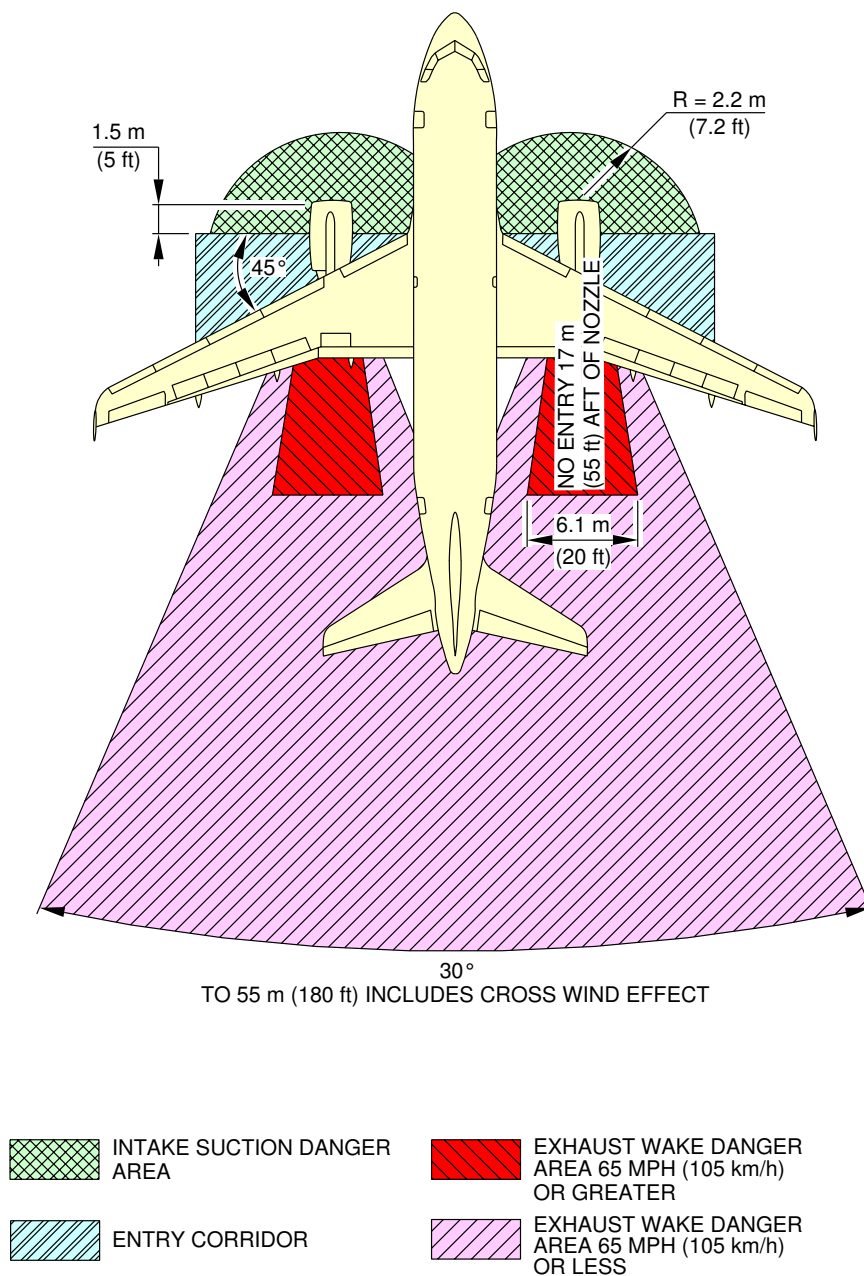 R = 2.2 m
(7.2 ft)
1.5 m
(5 ft)
45°
NO ENTRY 17 m
(55 ft) AFT OF NOZZLE
6.1 m
(20 ft)
30°
TO 55 m (180 ft) INCLUDES CROSS WIND EFFECT
INTAKE SUCTION DANGER
AREA
ENTRY CORRIDOR
EXHAUST WAKE DANGER
AREA 65 MPH (105 km/h)
OR GREATER
EXHAUST WAKE DANGER
AREA 65 MPH (105 km/h)
OR LESS